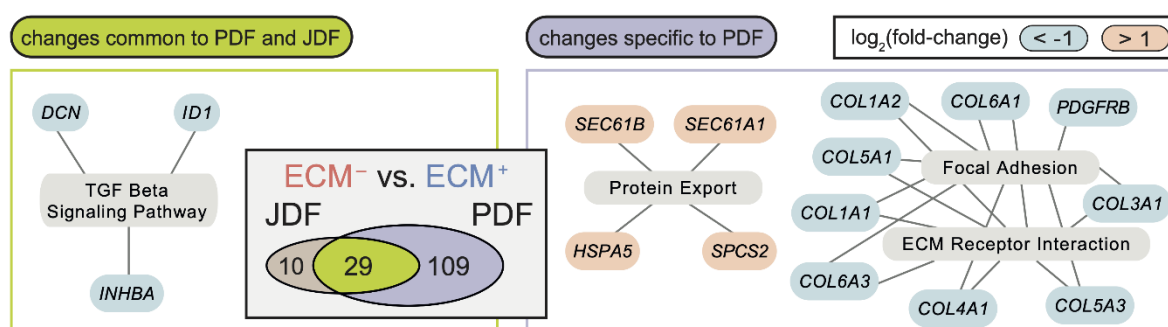 changes common to PDF and JDF
changes specific to PDF
log₂(fold-change) < -1 > 1
DCN
ID1
TGF Beta
Signaling Pathway
INHBA
ECM⁻ vs. ECM⁺
JDF
PDF
10
29
109
SEC61B
SEC61A1
Protein Export
HSPA5
SPCS2
COL1A2
COL6A1
PDGFRB
COL5A1
Focal Adhesion
COL1A1
COL3A1
ECM Receptor Interaction
COL6A3
COL4A1
COL5A3